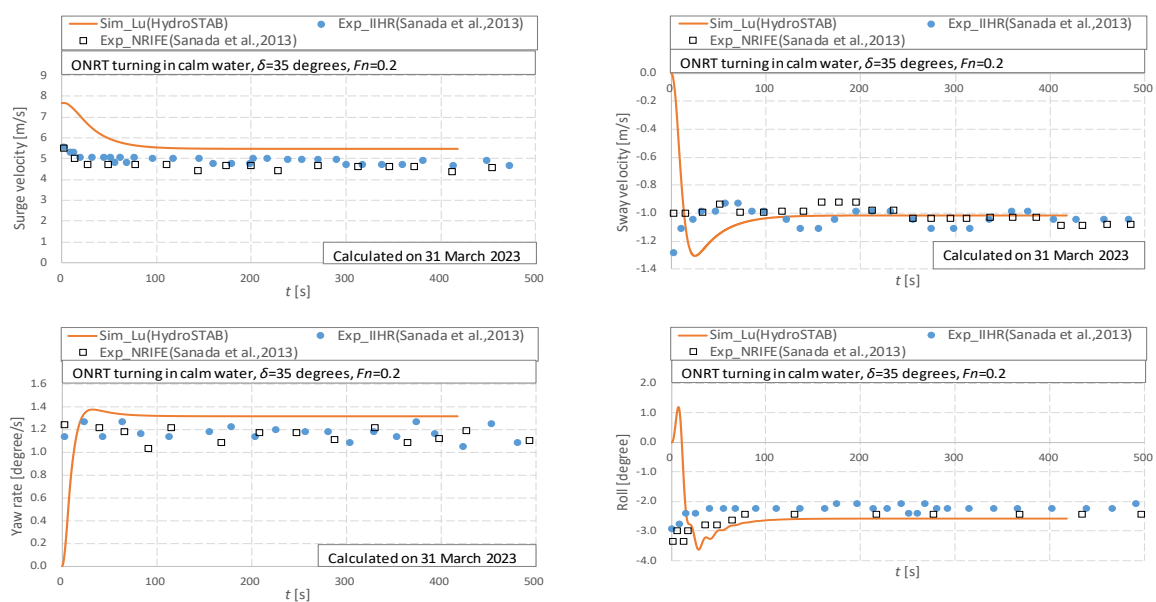 Sim_Lu(HydroSTAB) Exp_IIHR(Sanada et al.,2013)
Exp_NRIFE(Sanada et al.,2013)
ONRT turning in calm water, δ=35 degrees, Fn=0.2
Surge velocity [m/s]
9
8
7
6
5
4
3
2
1
0
Calculated on 31 March 2023
0 100 200 300 400 500
t [s]
Sim_Lu(HydroSTAB) Exp_IIHR(Sanada et al.,2013)
Exp_NRIFE(Sanada et al.,2013)
ONRT turning in calm water, δ=35 degrees, Fn=0.2
Sway velocity [m/s]
0.0
0 100 200 300 400 500
-0.2
-0.4
-0.6
-0.8
-1.0
-1.2
-1.4
Calculated on 31 March 2023
t [s]
Sim_Lu(HydroSTAB) Exp_IIHR(Sanada et al.,2013)
Exp_NRIFE(Sanada et al.,2013)
ONRT turning in calm water, δ=35 degrees, Fn=0.2
Yaw rate [degree/s]
1.6
1.4
1.2
1.0
0.8
0.6
0.4
0.2
0.0
Calculated on 31 March 2023
0 100 200 300 400 500
t [s]
Sim_Lu(HydroSTAB) Exp_IIHR(Sanada et al.,2013)
Exp_NRIFE(Sanada et al.,2013)
ONRT turning in calm water, δ=35 degrees, Fn=0.2
Roll [degree]
2.0
1.0
0.0
0 100 200 300 400 500
-1.0
-2.0
-3.0
-4.0
Calculated on 31 March 2023
t [s]